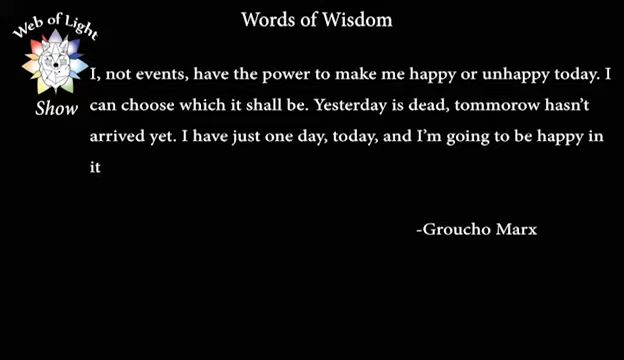 Words of Wisdom
Web of Light
Show
I, not events, have the power to make me happy or unhappy today. I
can choose which it shall be. Yesterday is dead, tommorow hasn't
arrived yet. I have just one day, today, and I'm going to be happy in
it
-Groucho Marx